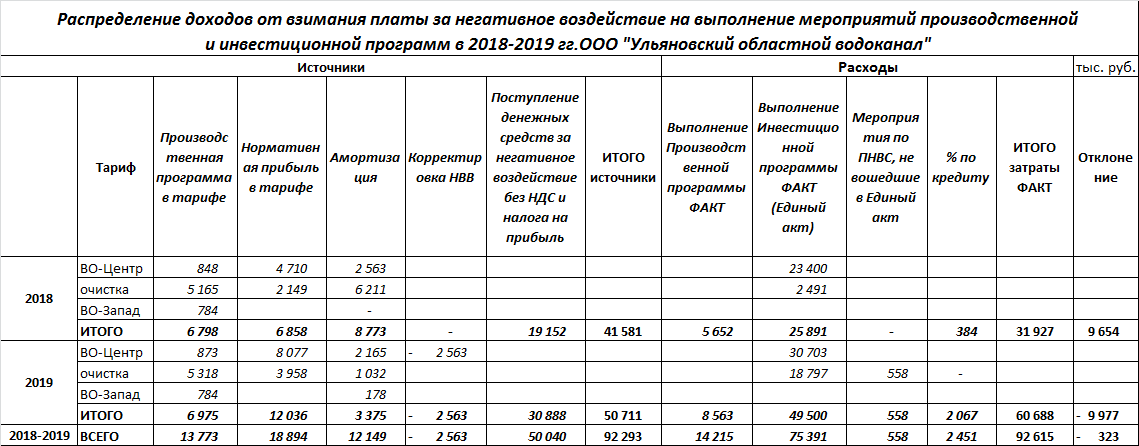 Распределение доходов от взимания платы за негативное воздействие на выполнение мероприятий производственной
и инвестиционной программ в 2018-2019 гг.ООО "Ульяновский областной водоканал"
Источники Расходы тыс. руб.
Тариф
Производс
твенная
программа
в тарифе
Нормативн
ая прибыль
в тарифе
Амортиза
ция
Корректир
овка НВВ
Поступление
денежных
средств за
негативное
воздействие
без НДС и
налога на
прибыль
ИТОГО
источники
Выполнение
Производст
венной
программы
ФАКТ
Выполнение
Инвестицио
нной
программы
ФАКТ
(Единый
акт)
Меропрія
тия по
ПНВС, не
вошедшие
в Единый
акт
% по
кредиту
ИТОГО
затраты
ФАКТ
Отклоне
ние
2018
ВО-Центр 848 4 710 2 563 23 400
очистка 5 165 2 149 6 211 2 491
ВО-Запад 784 -
ИТОГО 6 798 6 858 8 773 - 19 152 41 581 5 652 25 891 - 384 31 927 9 654
2019
ВО-Центр 873 8 077 2 165 - 2 563 30 703
очистка 5 318 3 958 1 032 18 797 558 -
ВО-Запад 784 178
ИТОГО 6 975 12 036 3 375 - 2 563 30 888 50 711 8 563 49 500 558 2 067 60 688 - 9 977
2018-2019 ВСЕГО 13 773 18 894 12 149 - 2 563 50 040 92 293 14 215 75 391 558 2 451 92 615 - 323